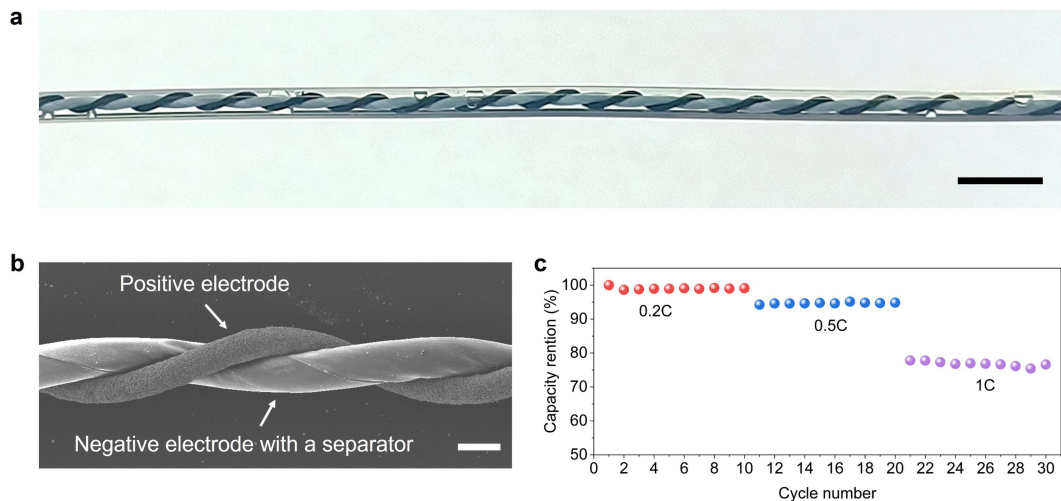 a
b
Positive electrode
Negative electrode with a separator
c
Capacity rention (%)
100
90
80
70
60
50
0.2C
0.5C
1C
0 2 4 6 8 10 12 14 16 18 20 22 24 26 28 30
Cycle number